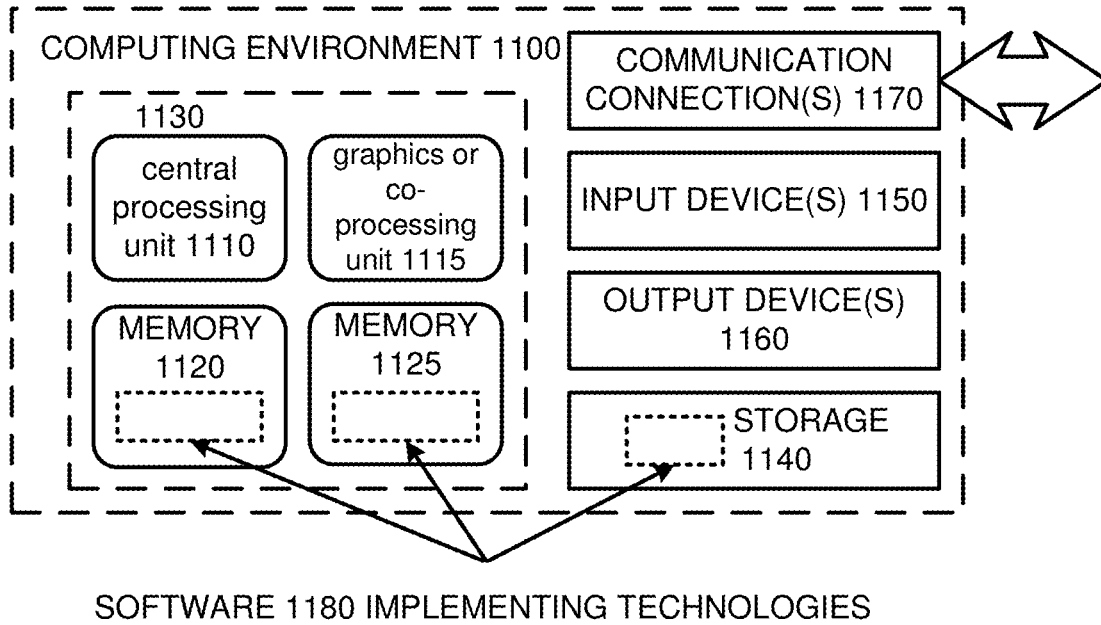 COMPUTING ENVIRONMENT 1100
COMMUNICATION
CONNECTION(S) 1170
1130
central
processing
unit 1110
graphics or
co-
processing
unit 1115
INPUT DEVICE(S) 1150
MEMORY
1120
MEMORY
1125
OUTPUT DEVICE(S)
1160
STORAGE
1140
SOFTWARE 1180 IMPLEMENTING TECHNOLOGIES